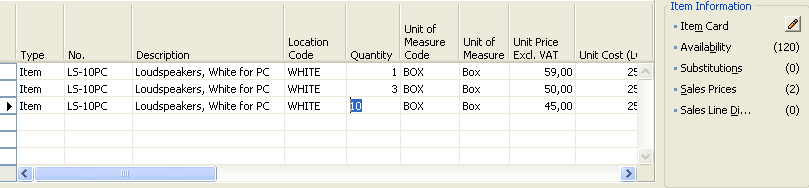 Item Information
Type No. Description Location Code Quantity Unit of Measure Code Unit of Measure Unit Price Excl. VAT Unit Cost (L
Item LS-10PC Loudspeakers, White for PC WHITE 1 BOX Box 59,00 25
Item LS-10PC Loudspeakers, White for PC WHITE 3 BOX Box 50,00 25
Item LS-10PC Loudspeakers, White for PC WHITE 10 BOX Box 45,00 25
Item Card
Availability (120)
Substitutions (0)
Sales Prices (2)
Sales Line Di... (0)